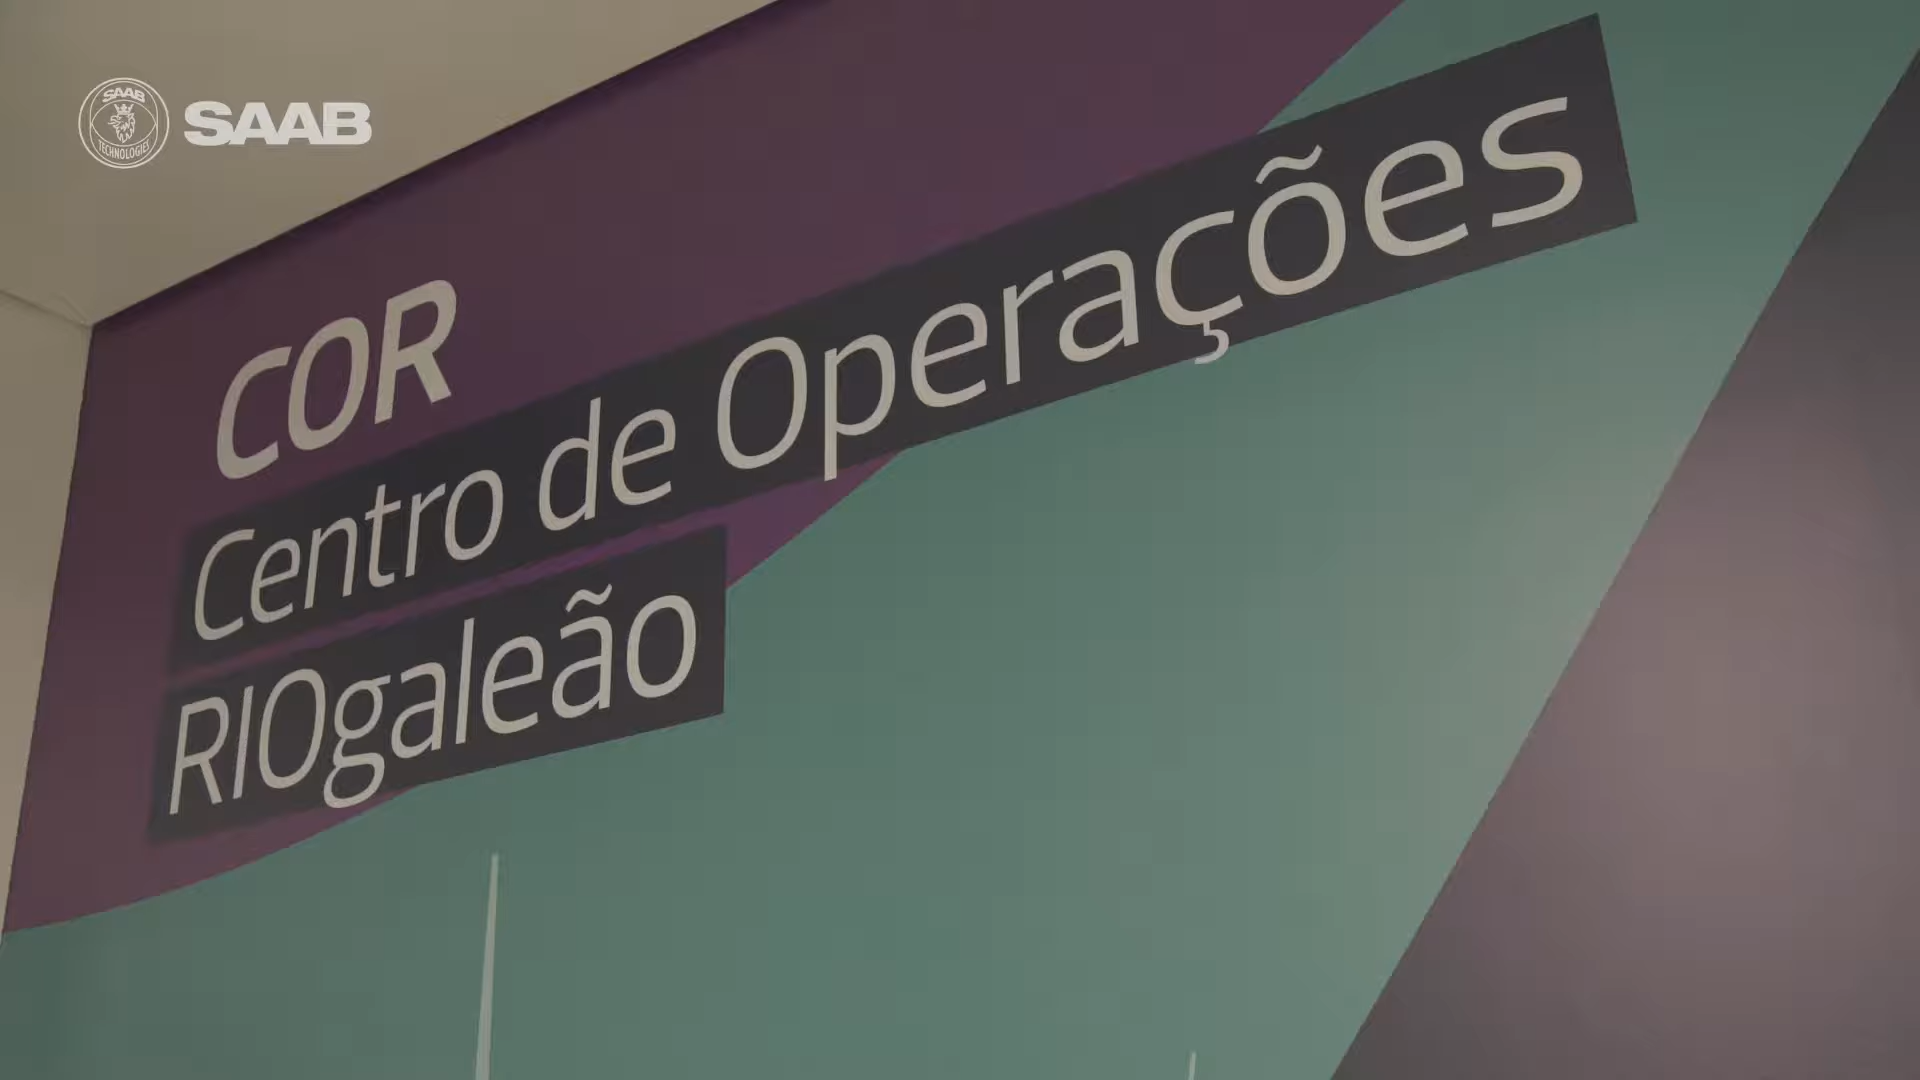 SAAB
TECHNOLOGIES
SAAB
COR
Centro de Operações
RIOgaleão